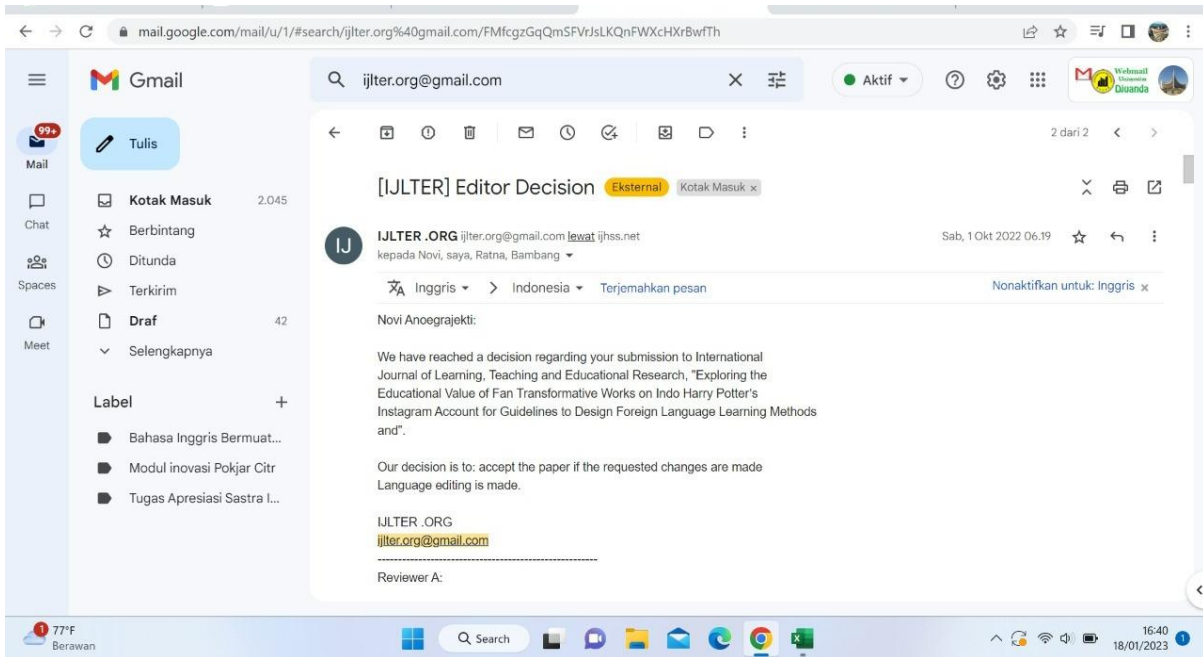 mail.google.com/mail/u/1/#search/ijlter.org%40gmail.com/FMfcgzGqQmSFVrJsLKQnFWXcHXrBwfTh
Gmail
ijlter.org@gmail.com
Aktif
Webmail
Universitas
Djuanda
99+
Mail
Tulis
2 dari 2
Chat
Spaces
Meet
Kotak Masuk 2.045
Berbintang
Ditunda
Terkirim
Draf 42
Selengkapnya
Label
Bahasa Inggris Bermuat...
Modul inovasi Pokjar Citr
Tugas Apresiasi Sastra I...
[IJLTER] Editor Decision Eksternal Kotak Masuk x
IJ
IJLTER .ORG ijlter.org@gmail.com lewat ijhss.net
Sab, 1 Okt 2022 06.19
kepada Novi, saya, Ratna, Bambang
Inggris > Indonesia Terjemahkan pesan
Nonaktifkan untuk: Inggris x
Novi Anoegrajekti:
We have reached a decision regarding your submission to International
Journal of Learning, Teaching and Educational Research, "Exploring the
Educational Value of Fan Transformative Works on Indo Harry Potter's
Instagram Account for Guidelines to Design Foreign Language Learning Methods
and".
Our decision is to: accept the paper if the requested changes are made
Language editing is made.
IJLTER .ORG
ijlter.org@gmail.com
------------------------------------------------------
Reviewer A:
1
77°F
Berawan
Search
16:40
18/01/2023
1